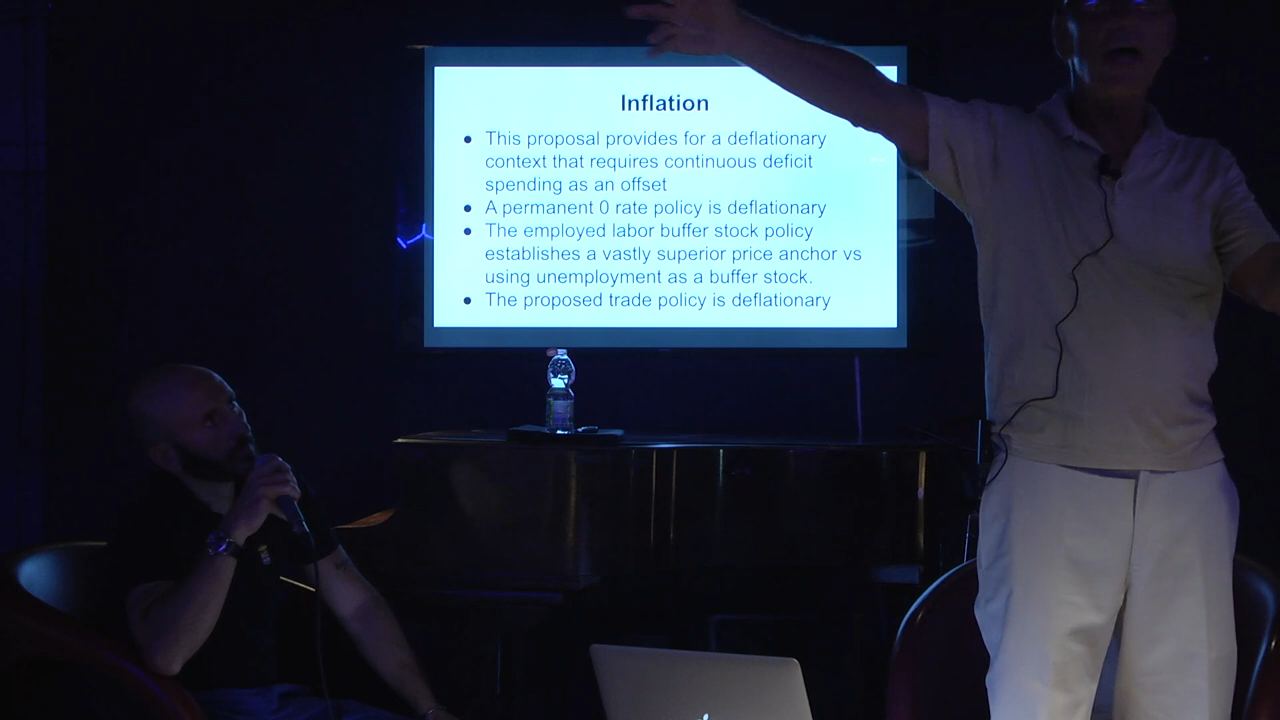 Inflation
● This proposal provides for a deflationary
context that requires continuous deficit
spending as an offset
● A permanent 0 rate policy is deflationary
● The employed labor buffer stock policy
establishes a vastly superior price anchor vs
using unemployment as a buffer stock.
● The proposed trade policy is deflationary